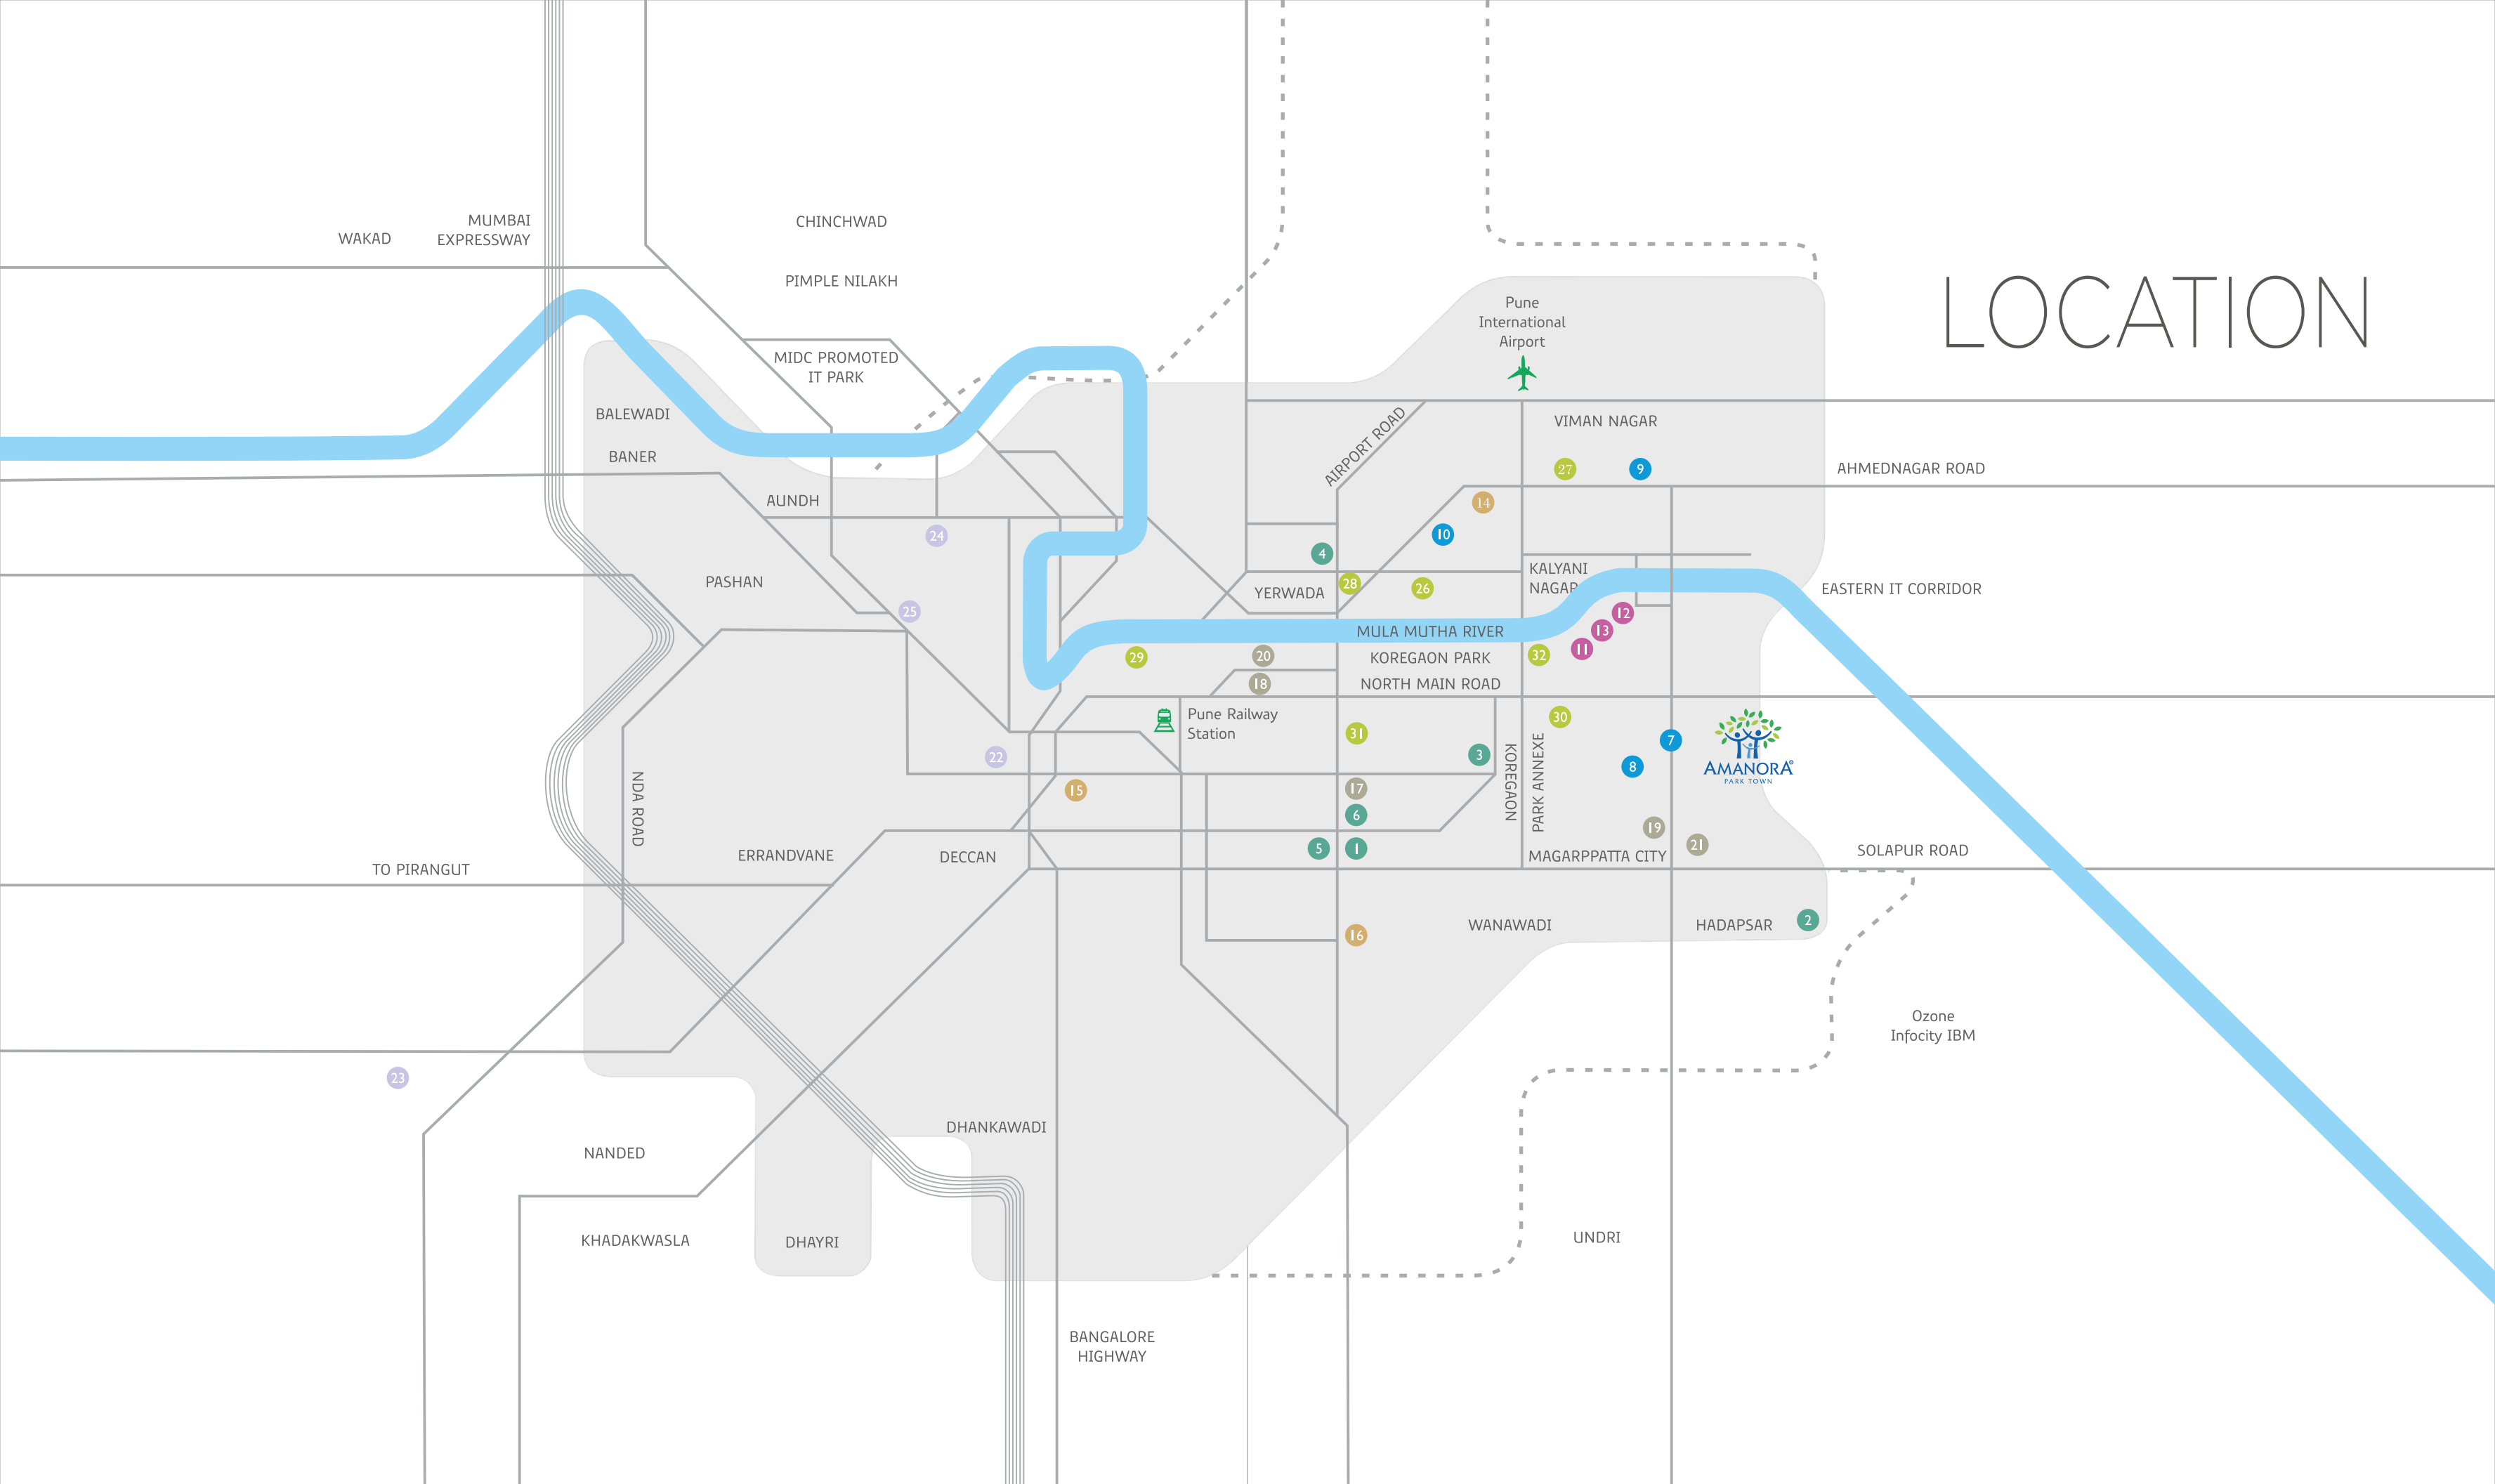 LOCATION
CHINCHWAD
MUMBAI
EXPRESSWAY
WAKAD
PIMPLE NILAKH
Pune
International
Airport
MIDC PROMOTED
IT PARK
BALEWADI
AIRPORT ROAD
VIMAN NAGAR
BANER
27
9
AHMEDNAGAR ROAD
AUNDH
14
24
10
4
KALYANI
NAGAR
PASHAN
28
26
YERWADA
EASTERN IT CORRIDOR
25
12
MULA MUTHA RIVER
13
11
29
20
KOREGAON PARK
32
18
NORTH MAIN ROAD
Pune Railway
Station
30
31
7
22
3
KOREGAON
PARK ANNEXE
8
AMANORA
PARK TOWN
NDA ROAD
15
17
6
19
21
5
1
ERRANDVANE
DECCAN
MAGARPPATTA CITY
SOLAPUR ROAD
TO PIRANGUT
2
16
WANAWADI
HADAPSAR
Ozone
Infocity IBM
23
DHANKAWADI
NANDED
KHADAKWASLA
DHAYRI
UNDRI
BANGALORE
HIGHWAY